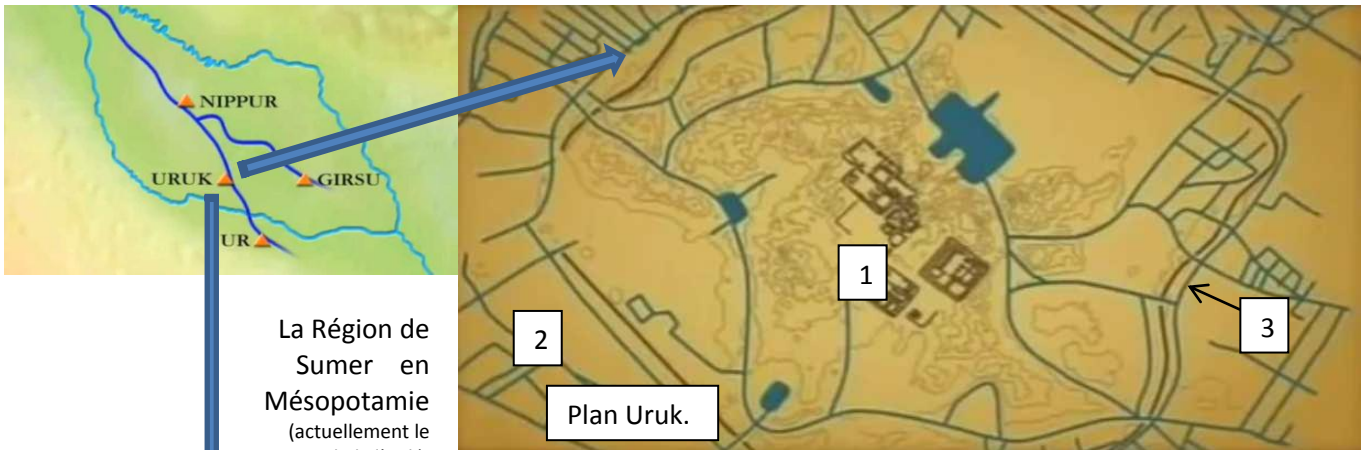 NIPPUR
URUK
GIRSU
UR
La Région de
Sumer en
Mésopotamie
(actuellement le
1
2
3
Plan Uruk.